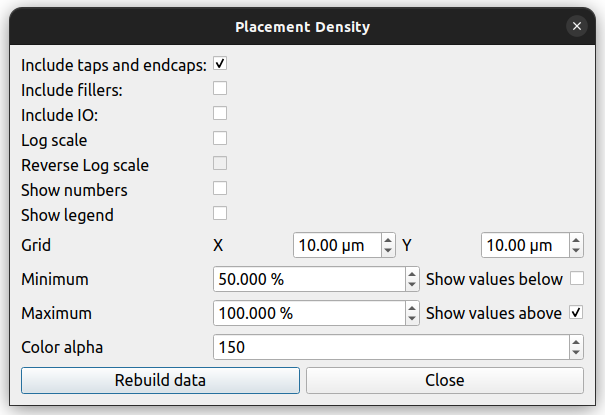 Placement Density
Include taps and endcaps:
Include fillers:
Include IO:
Log scale
Reverse Log scale
Show numbers
Show legend
Grid X 10.00 µm Y 10.00 µm
Minimum 50.000 % Show values below
Maximum 100.000 % Show values above
Color alpha 150
Rebuild data Close